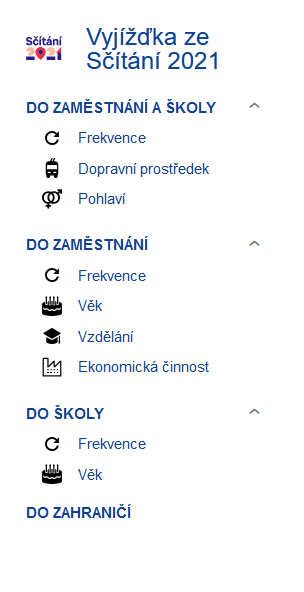 Sčítání
2021
Vyjížďka ze
Sčítání 2021
DO ZAMĚSTNÁNÍ A ŠKOLY
Frekvence
Dopravní prostředek
Pohlaví
DO ZAMĚSTNÁNÍ
Frekvence
Věk
Vzdělání
Ekonomická činnost
DO ŠKOLY
Frekvence
Věk
DO ZAHRANIČÍ